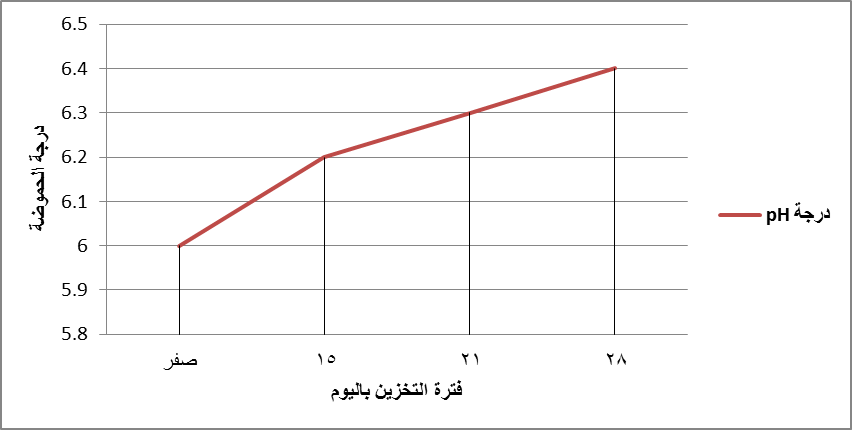 6.5
6.4
6.3
6.2
6.1
6
5.9
5.8
درجة الحموضة
صفر ١٥ ٢١ ٢٨
فترة التخزين باليوم
درجة pH